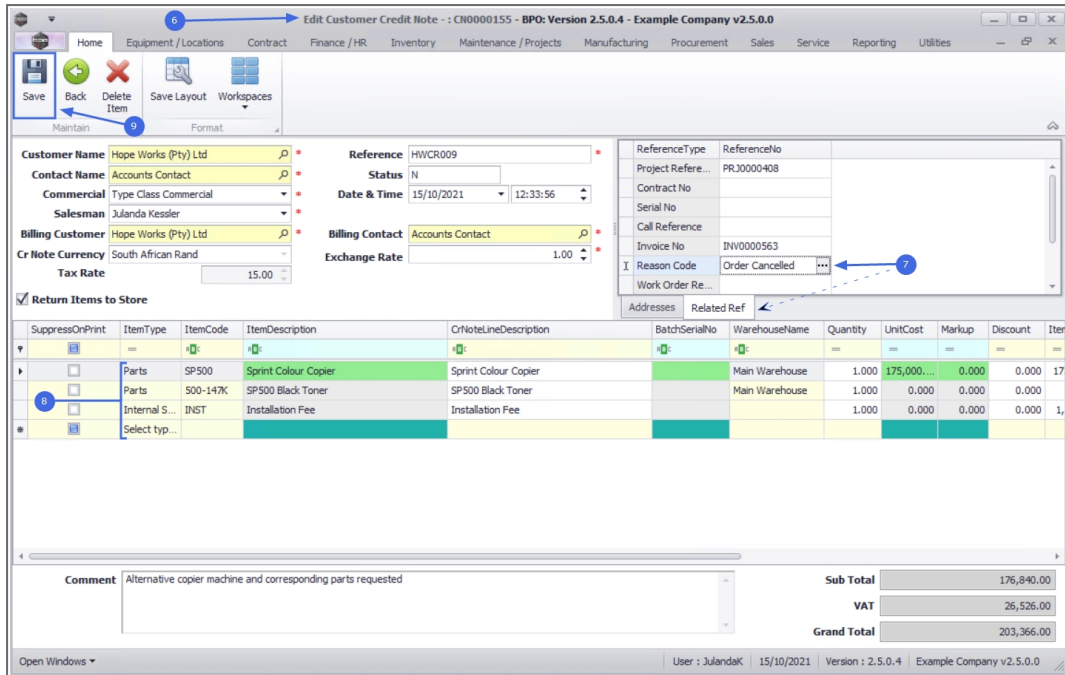 6
Edit Customer Credit Note - : CN0000155 - BPO: Version 2.5.0.4 - Example Company v2.5.0.0
Home Equipment / Locations Contract Finance / HR Inventory Maintenance / Projects Manufacturing Procurement Sales Service Reporting Utilities
Save Back Delete Item Save Layout Workspaces
Maintain 9 Format
Customer Name Hope Works (Pty) Ltd * Reference HWCR009 *
Contact Name Accounts Contact * Status N
Commercial Type Class Commercial * Date & Time 15/10/2021 12:33:56
Salesman Julanda Kessler *
Billing Customer Hope Works (Pty) Ltd * Billing Contact Accounts Contact *
Cr Note Currency South African Rand Exchange Rate 1.00 *
Tax Rate 15.00
Return Items to Store
ReferenceType ReferenceNo
Project Refere... PRJ0000408
Contract No
Serial No
Call Reference
Invoice No INV0000563
Reason Code Order Cancelled ... 7
Work Order Re...
Addresses Related Ref
SuppressOnPrint ItemType ItemCode ItemDescription CrNoteLineDescription BatchSerialNo WarehouseName Quantity UnitCost Markup Discount Iter
Parts SP500 Sprint Colour Copier Sprint Colour Copier Main Warehouse 1.000 175,000.... 0.000 0.000 17
8 Parts 500-147K SP500 Black Toner SP500 Black Toner Main Warehouse 1.000 0.000 0.000 0.000
Internal S... INST Installation Fee Installation Fee 1.000 0.000 0.000 0.000 1,
Select typ...
Comment Alternative copier machine and corresponding parts requested
Sub Total 176,840.00
VAT 26,526.00
Grand Total 203,366.00
Open Windows User : JulandaK 15/10/2021 Version : 2.5.0.4 Example Company v2.5.0.0